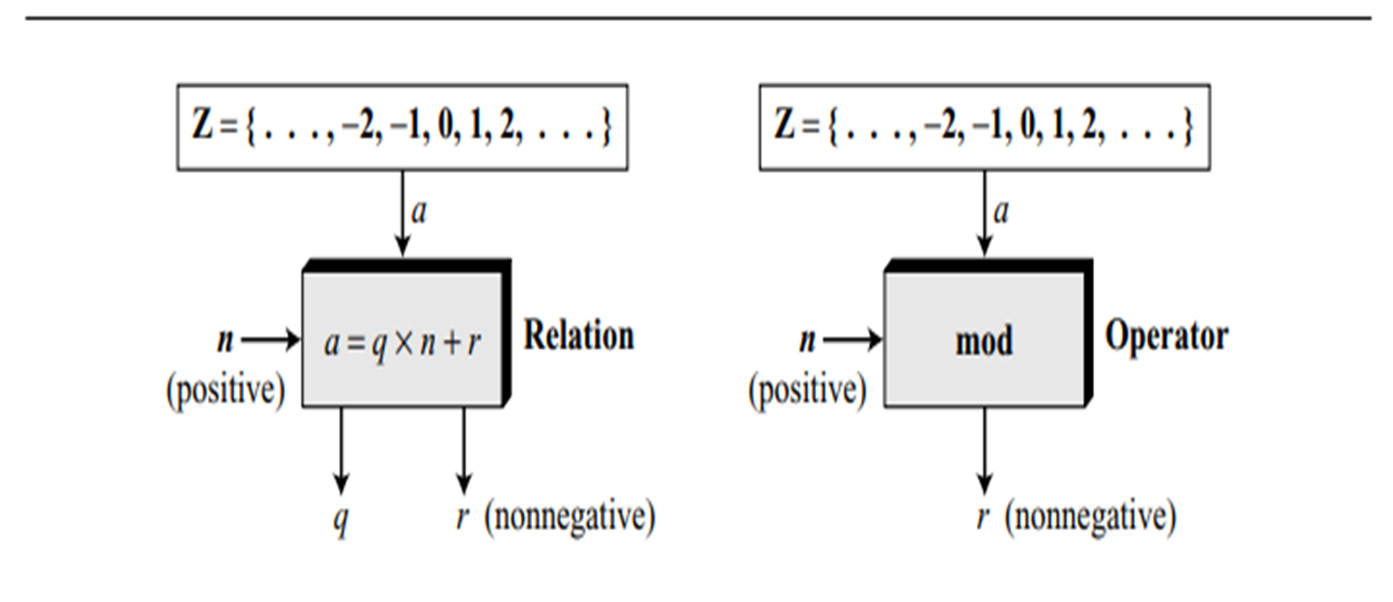 Z = {. . ., −2, −1, 0, 1, 2, . . .}
a
n
(positive)
a = q × n + r
Relation
q
r (nonnegative)
Z = {. . ., −2, −1, 0, 1, 2, . . .}
a
n
(positive)
mod
Operator
r (nonnegative)